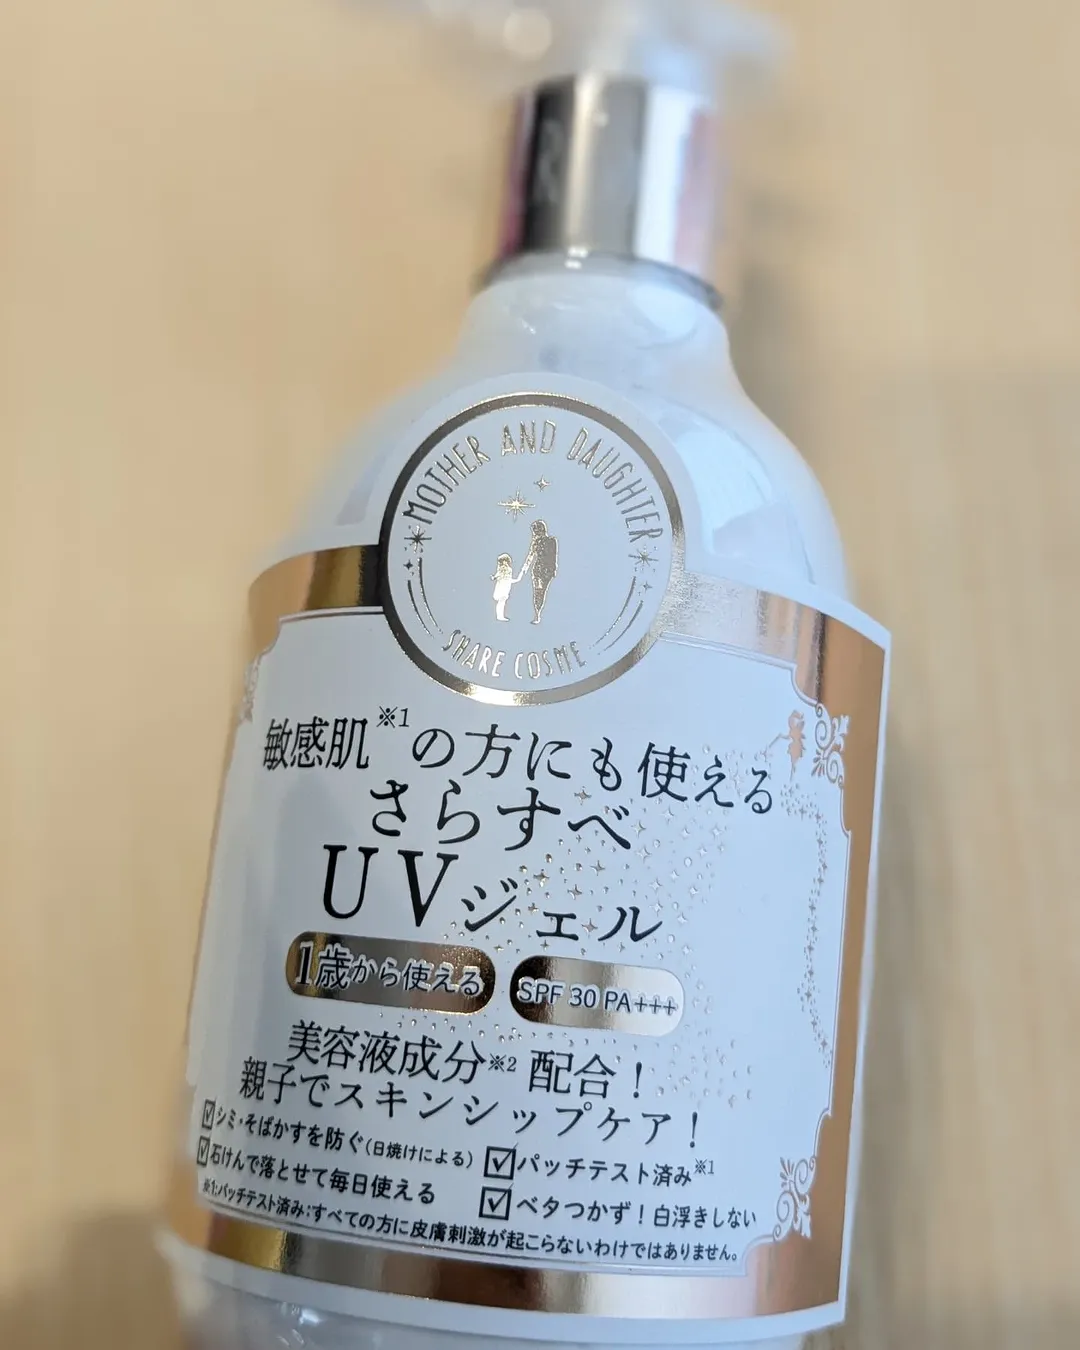 MOTHER AND DAUGHTER
SHARE COSME
敏感肌※1の方にも使える
さらすべ
UVジェル
1歳から使える
SPF 30 PA+++
美容液成分※2 配合！
親子でスキンシップケア！
☑シミ・そばかすを防ぐ(日焼けによる)
☑パッチテスト済み※1
☑石けんで落とせて毎日使える
☑ベタつかず！白浮きしない
※1:パッチテスト済み:すべての方に皮膚刺激が起こらないわけではありません。